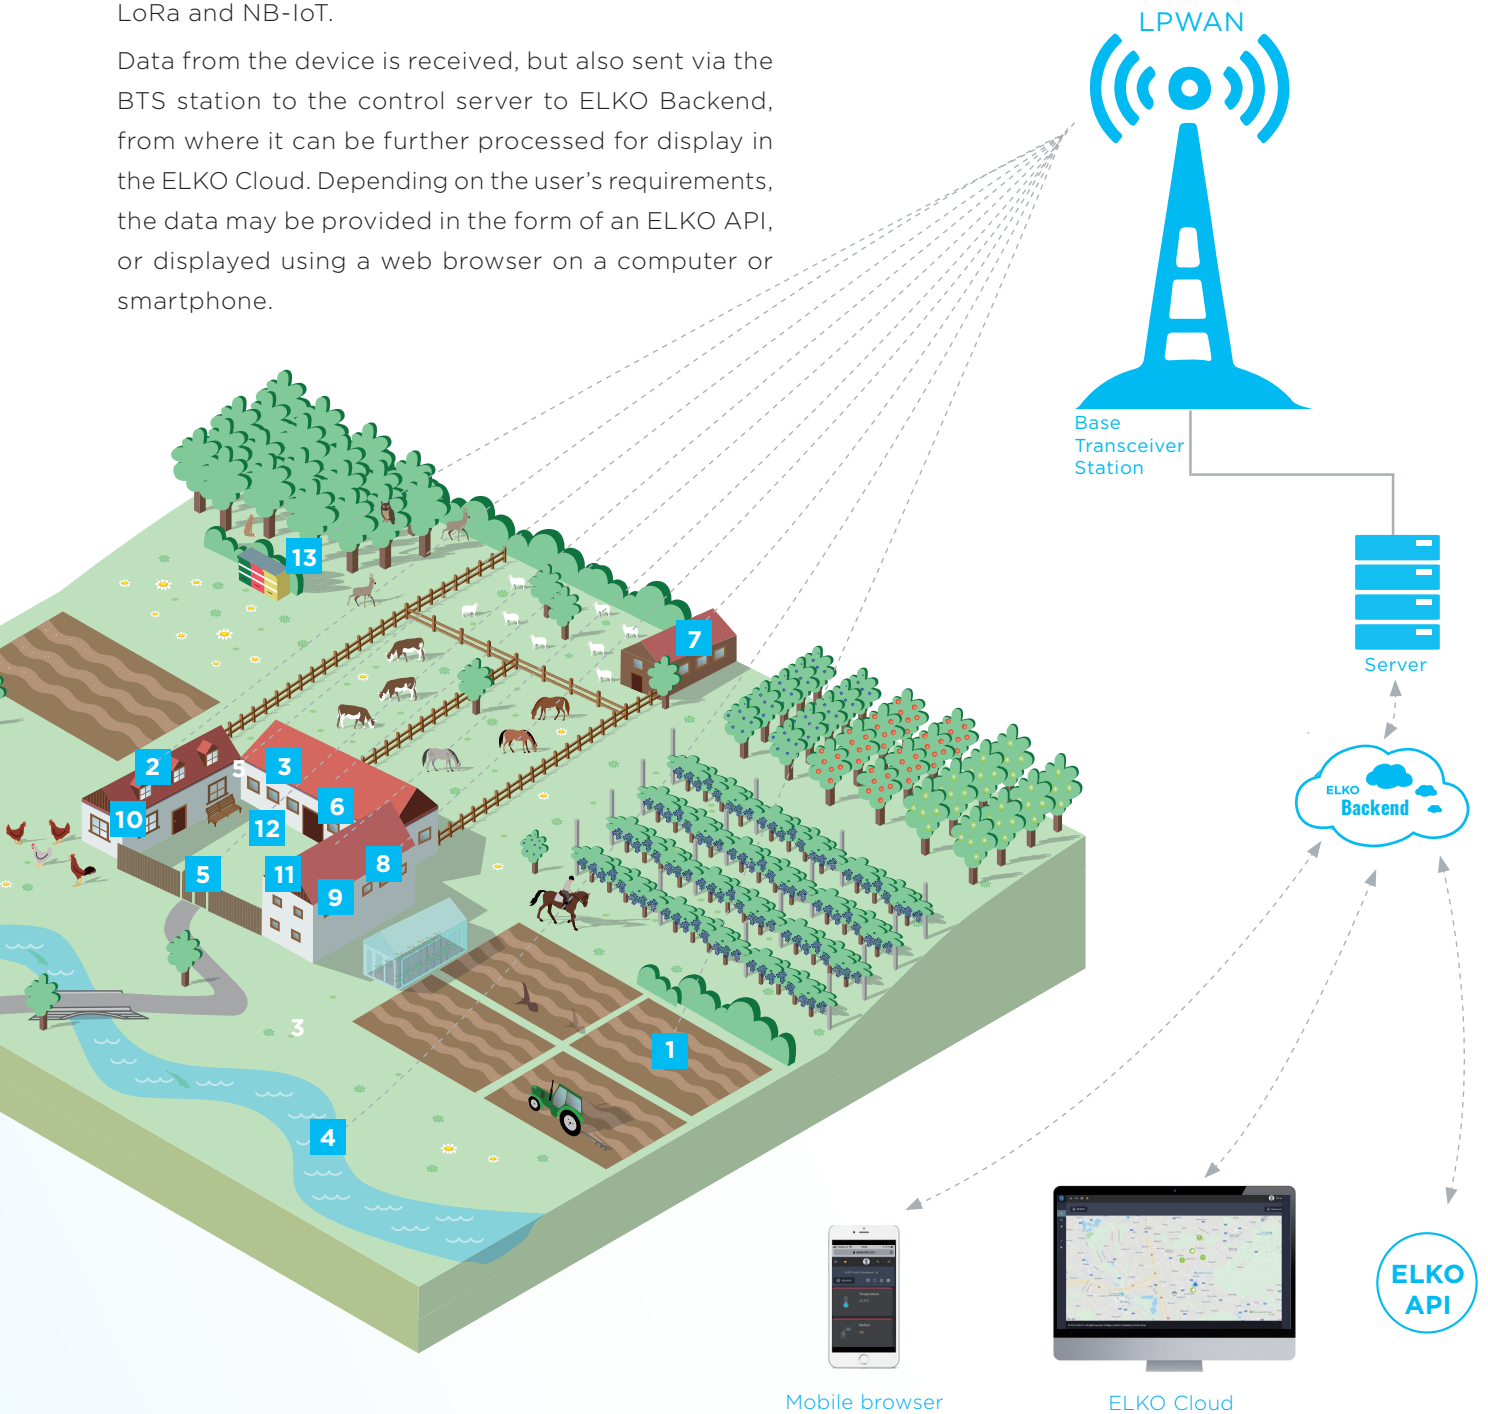 LoRa and NB-IoT.
Data from the device is received, but also sent via the
BTS station to the control server to ELKO Backend,
from where it can be further processed for display in
the ELKO Cloud. Depending on the user's requirements,
the data may be provided in the form of an ELKO API,
or displayed using a web browser on a computer or
smartphone.
LPWAN
Base
Transceiver
Station
Server
ELKO
Backend
13
7
2
5
3
6
10
12
5
11
8
9
3
1
4
Temperature
Motion
ELKO
API
Mobile browser
ELKO Cloud